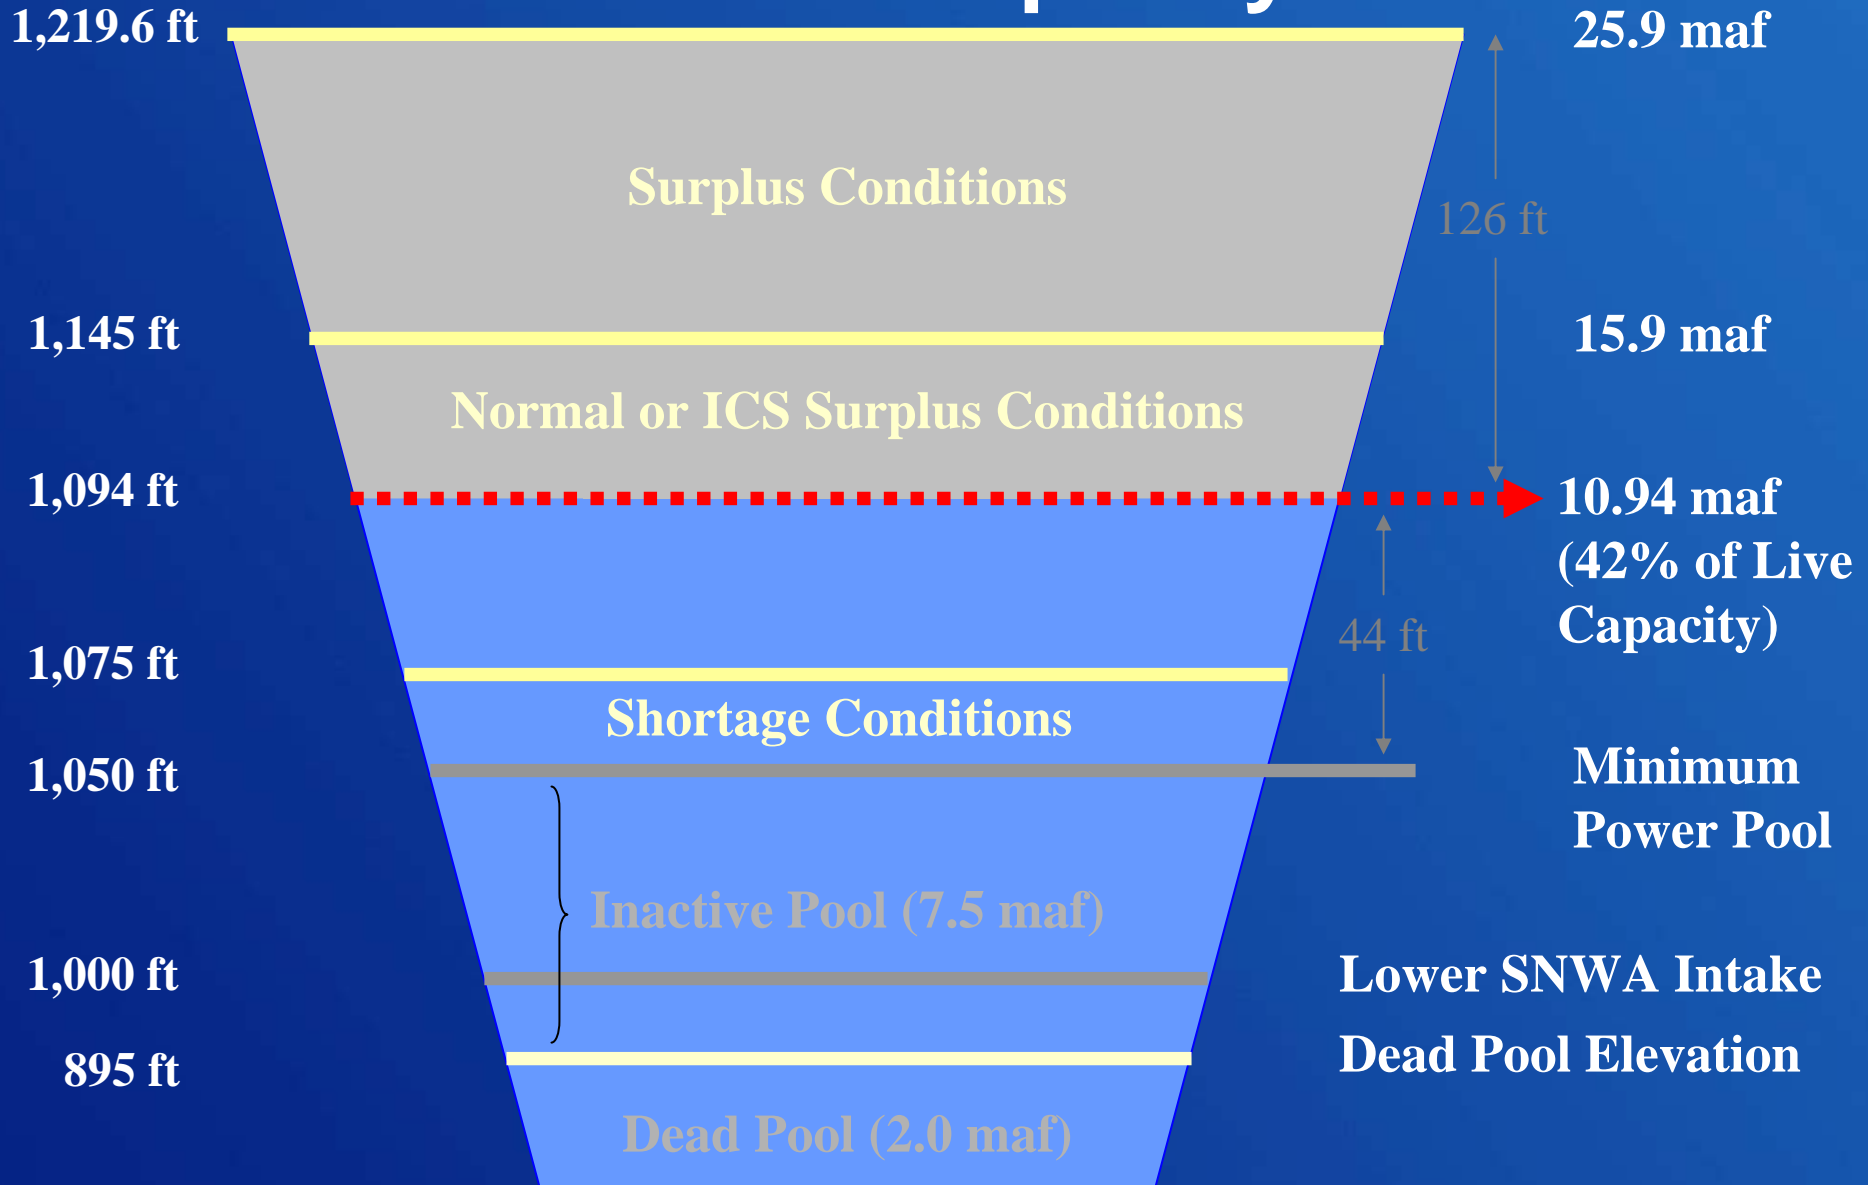 1,219.6 ft
25.9 maf
Surplus Conditions
126 ft
1,145 ft
15.9 maf
Normal or ICS Surplus Conditions
1,094 ft
10.94 maf
(42% of Live
Capacity)
44 ft
1,075 ft
Shortage Conditions
1,050 ft
Minimum
Power Pool
Inactive Pool (7.5 maf)
1,000 ft
Lower SNWA Intake
895 ft
Dead Pool Elevation
Dead Pool (2.0 maf)